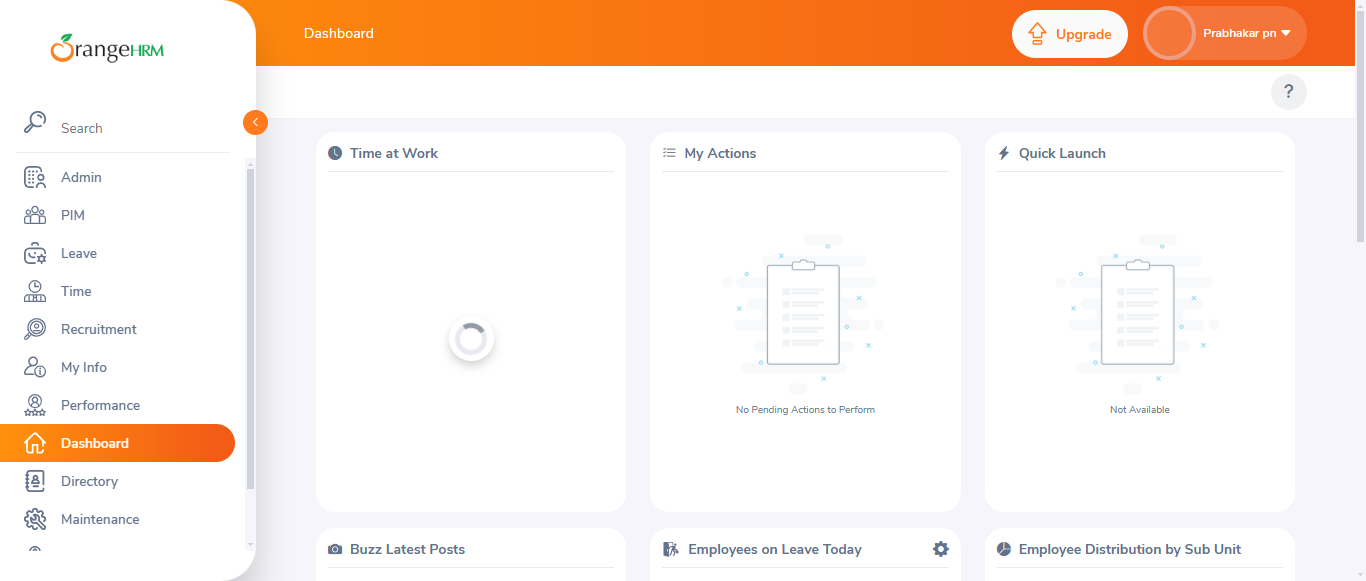 OrangeHRM
Search
Admin
PIM
Leave
Time
Recruitment
My Info
Performance
Dashboard
Directory
Maintenance
Dashboard
Upgrade
Prabhakar pn
?
Time at Work
My Actions
No Pending Actions to Perform
Quick Launch
Not Available
Buzz Latest Posts
Employees on Leave Today
Employee Distribution by Sub Unit